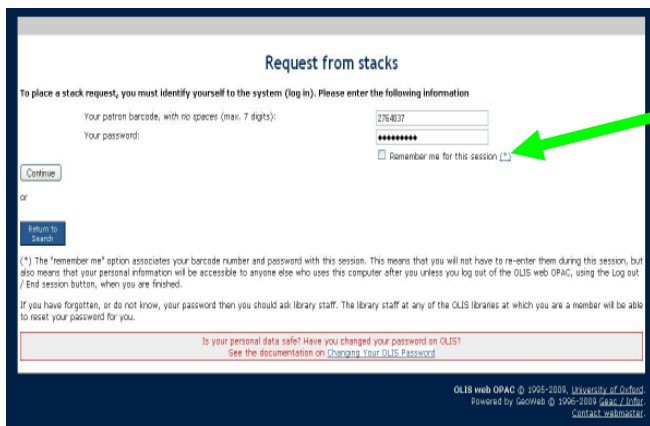 Request from stacks
To place a stack request, you must identify yourself to the system (log in). Please enter the following information
Your patron barcode, with no spaces (max. 7 digits): 2764037
Your password: •••••••••
Remember me for this session (*)
Continue
or
Return to
Search
(*) The "remember me" option associates your barcode number and password with this session. This means that you will not have to re-enter them during this session, but
also means that your personal information will be accessible to anyone else who uses this computer after you unless you log out of the OLIS web OPAC, using the Log out
/ End session button, when you are finished.
If you have forgotten, or do not know, your password then you should ask library staff. The library staff at any of the OLIS libraries at which you are a member will be able
to reset your password for you.
Is your personal data safe? Have you changed your password on OLIS?
See the documentation on Changing Your OLIS Password
OLIS web OPAC © 1995-2009, University of Oxford.
Powered by GeoWeb © 1996-2009 Geac / Infor.
Contact webmaster.